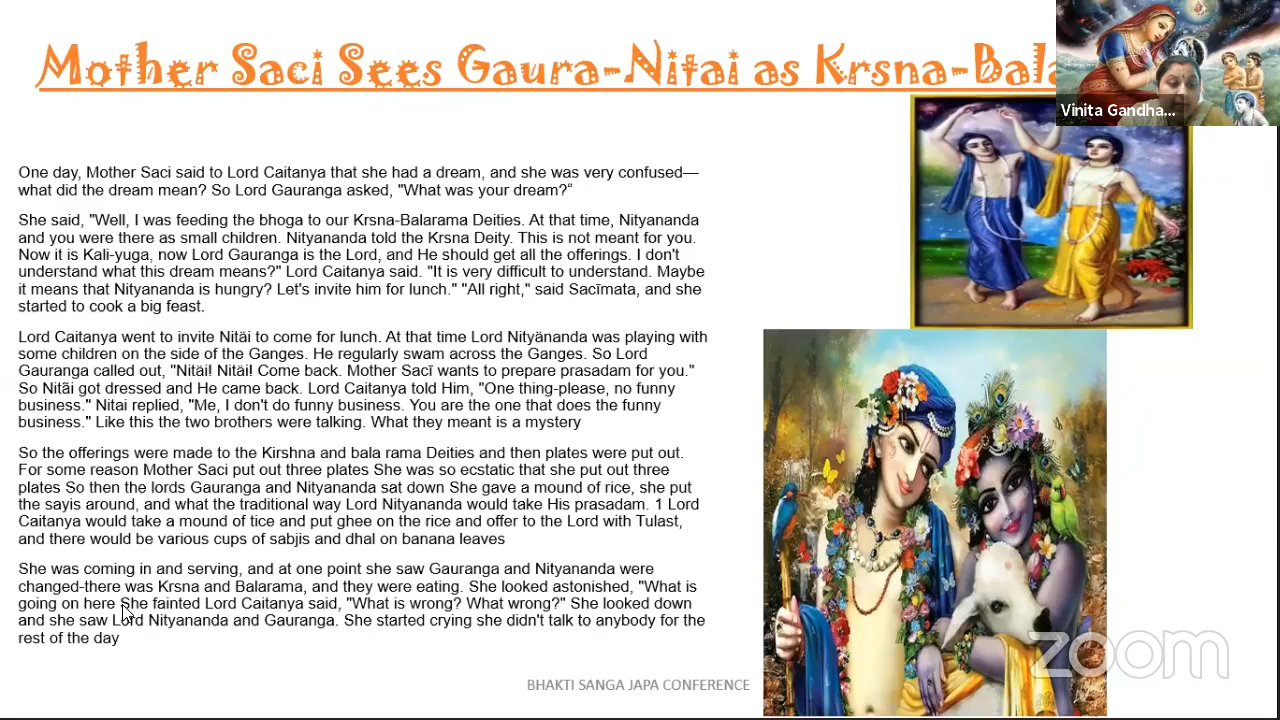 Mother Saci Sees Gaura-Nitai as Krsna-Bala
Vinita Gandha...
One day, Mother Saci said to Lord Caitanya that she had a dream, and she was very confused—
what did the dream mean? So Lord Gauranga asked, "What was your dream?“
She said, "Well, I was feeding the bhoga to our Krsna-Balarama Deities. At that time, Nityananda
and you were there as small children. Nityananda told the Krsna Deity. This is not meant for you.
Now it is Kali-yuga, now Lord Gauranga is the Lord, and He should get all the offerings. I don't
understand what this dream means?" Lord Caitanya said. "It is very difficult to understand. Maybe
it means that Nityananda is hungry? Let's invite him for lunch." "All right," said Sacīmata, and she
started to cook a big feast.
Lord Caitanya went to invite Nitäi to come for lunch. At that time Lord Nityänanda was playing with
some children on the side of the Ganges. He regularly swam across the Ganges. So Lord
Gauranga called out, "Nitäi! Nitäi! Come back. Mother Sacī wants to prepare prasadam for you."
So Nitãi got dressed and He came back. Lord Caitanya told Him, "One thing-please, no funny
business." Nitai replied, "Me, I don't do funny business. You are the one that does the funny
business." Like this the two brothers were talking. What they meant is a mystery
So the offerings were made to the Kirshna and bala rama Deities and then plates were put out.
For some reason Mother Saci put out three plates She was so ecstatic that she put out three
plates So then the lords Gauranga and Nityananda sat down She gave a mound of rice, she put
the sayis around, and what the traditional way Lord Nityananda would take His prasadam. 1 Lord
Caitanya would take a mound of tice and put ghee on the rice and offer to the Lord with Tulast,
and there would be various cups of sabjis and dhal on banana leaves
She was coming in and serving, and at one point she saw Gauranga and Nityananda were
changed-there was Krsna and Balarama, and they were eating. She looked astonished, "What is
going on here She fainted Lord Caitanya said, "What is wrong? What wrong?" She looked down
and she saw Lord Nityananda and Gauranga. She started crying she didn't talk to anybody for the
rest of the day
BHAKTI SANGA JAPA CONFERENCE
zoom